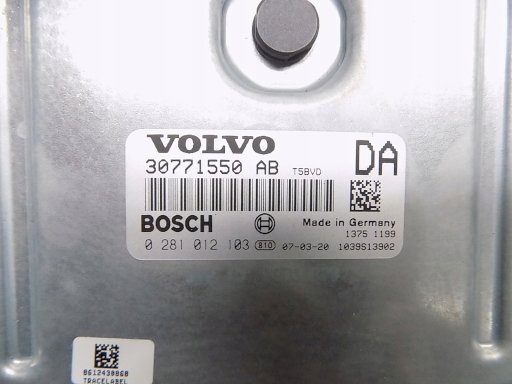 VOLVO
30771550 AB T5BVD DA
BOSCH
Made in Germany
1375 1199
0 281 012 103 810 07-03-20 1039S13902
8612430868
TRACELABEL